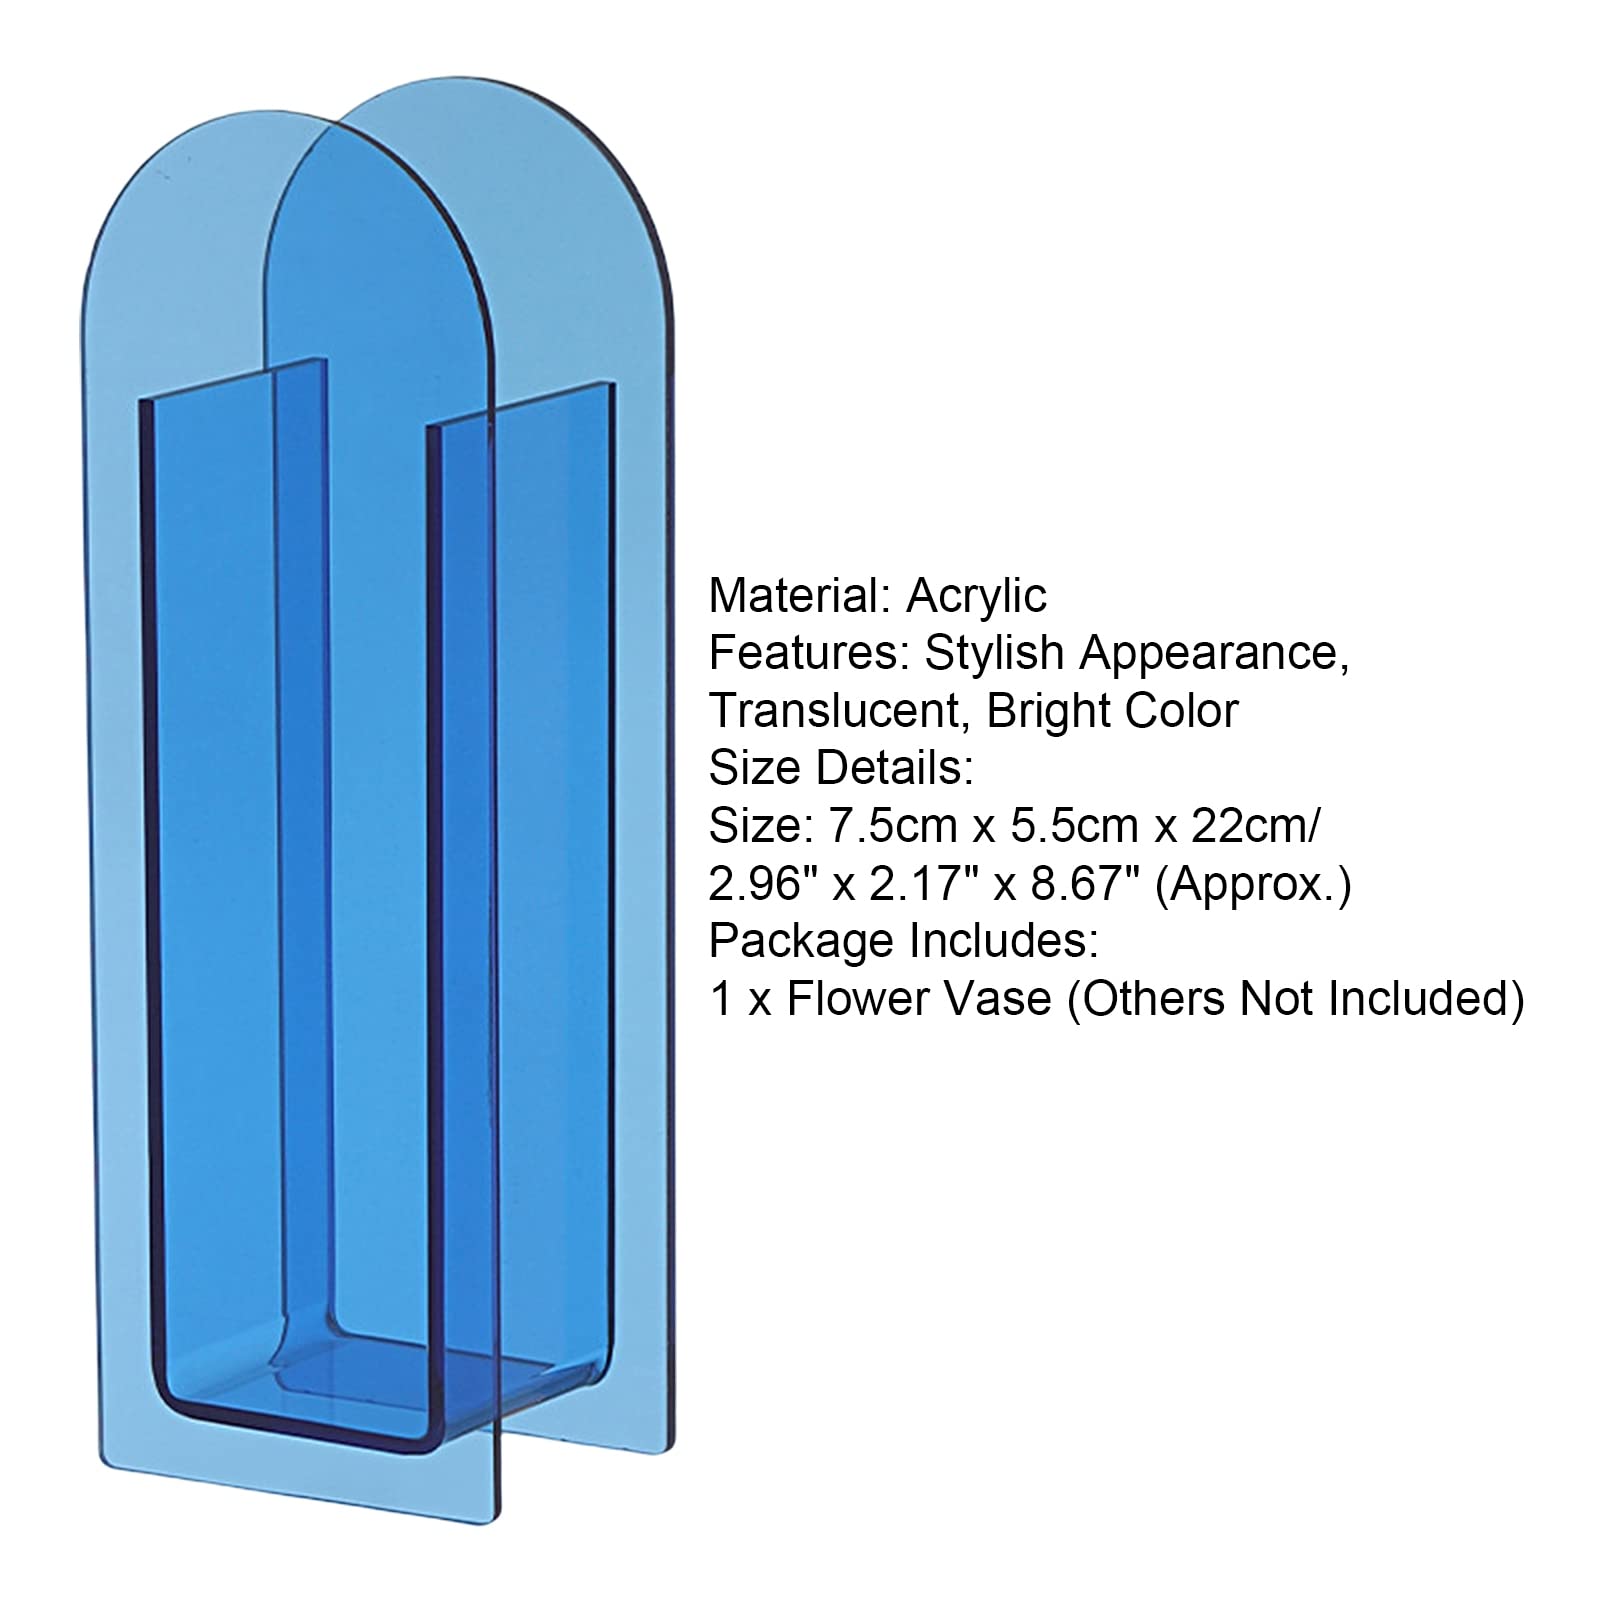 Material: Acrylic
Features: Stylish Appearance,
Translucent, Bright Color
Size Details:
Size: 7.5cm x 5.5cm x 22cm/
2.96" x 2.17" x 8.67" (Approx.)
Package Includes:
1 x Flower Vase (Others Not Included)